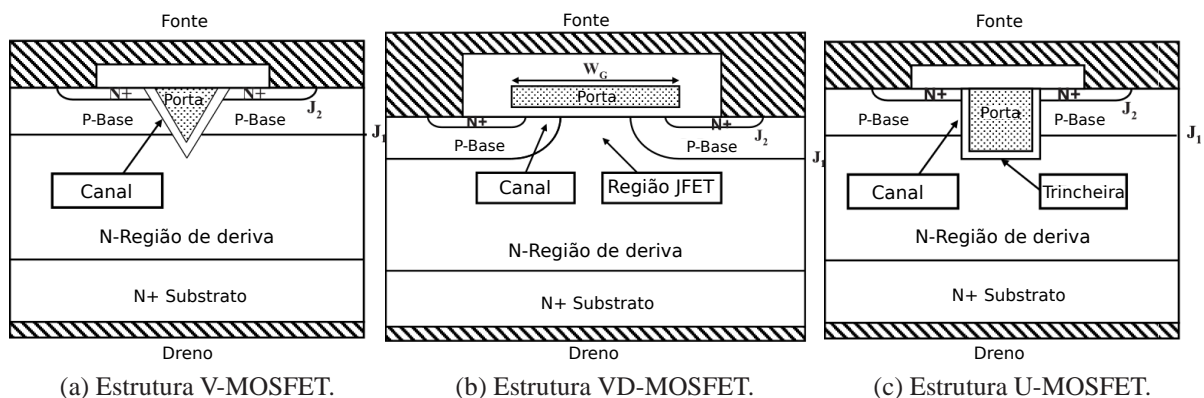 Fonte
N+
Porta
N+
J2
P-Base
P-Base
J1
Canal
N-Região de deriva
N+ Substrato
Dreno
(a) Estrutura V-MOSFET.
Fonte
WG
Porta
N+
N+
J2
P-Base
P-Base
J1
Canal
Região JFET
N-Região de deriva
N+ Substrato
Dreno
(b) Estrutura VD-MOSFET.
Fonte
N+
N+
J2
P-Base
Porta
P-Base
J1
Canal
Trincheira
N-Região de deriva
N+ Substrato
Dreno
(c) Estrutura U-MOSFET.